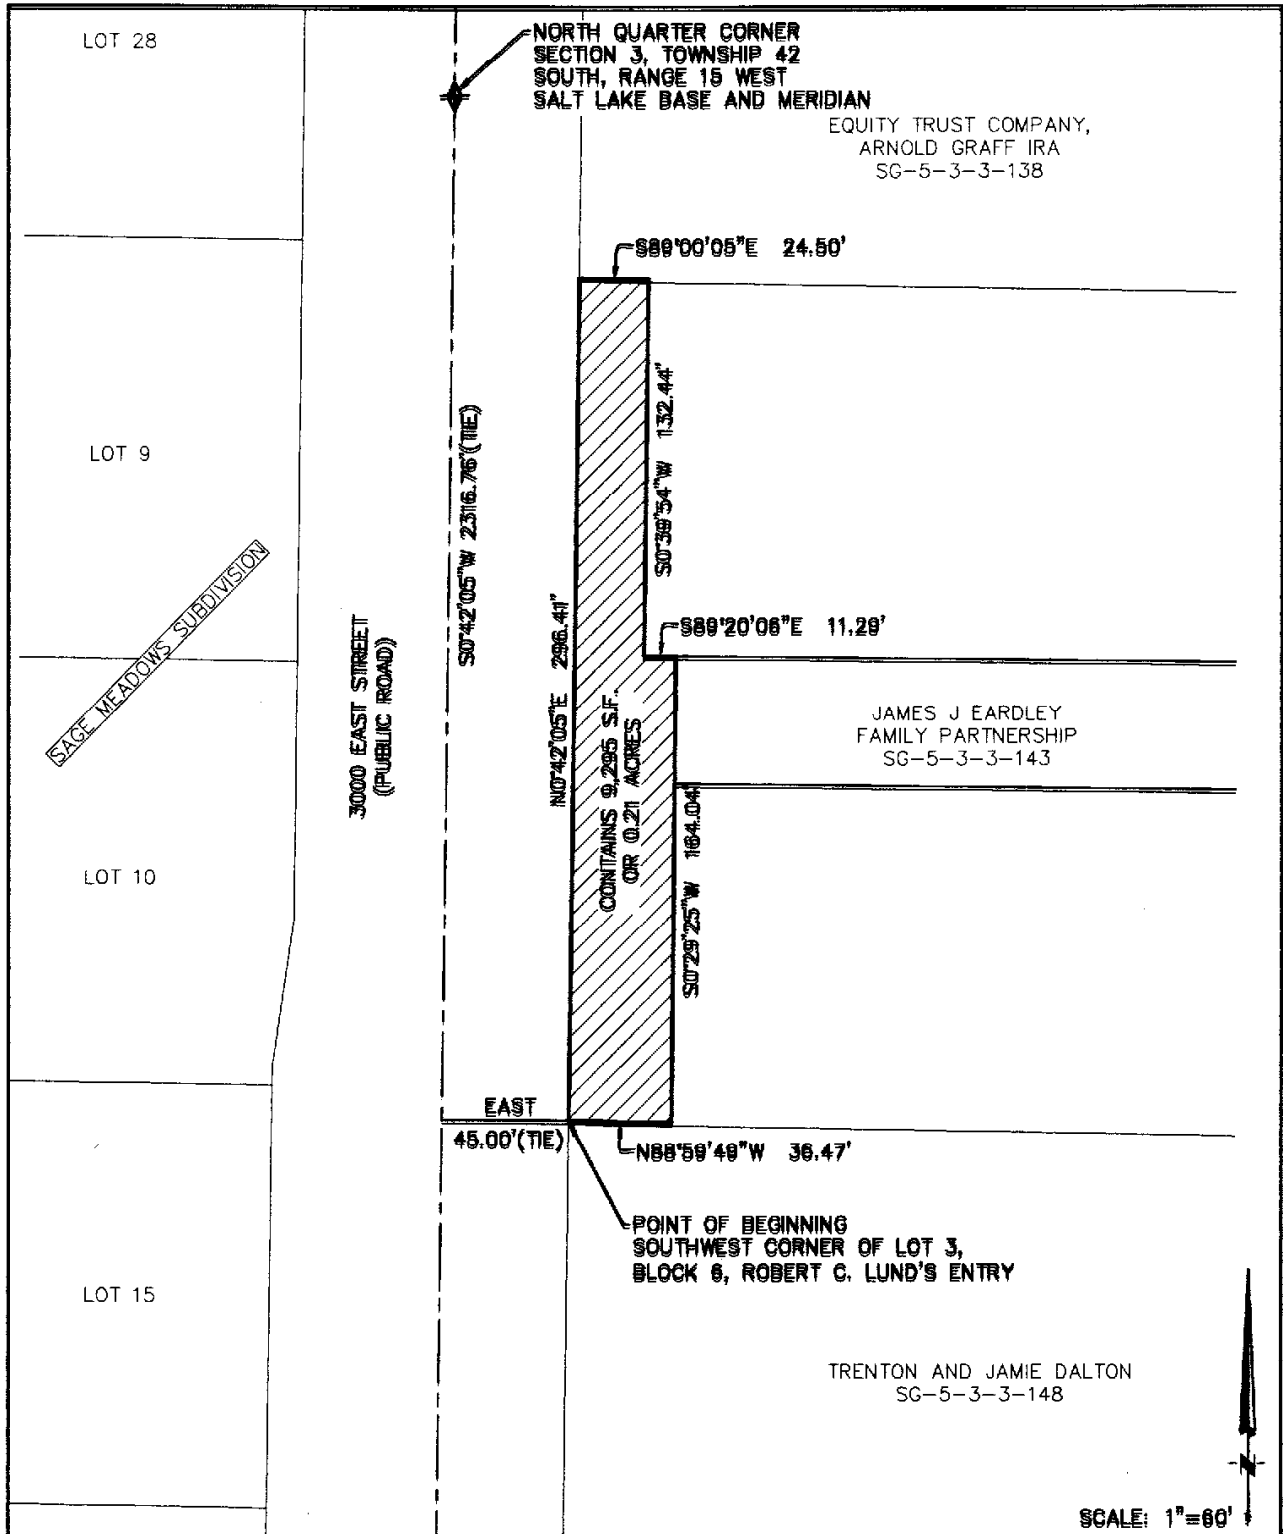 LOT 28
NORTH QUARTER CORNER
SECTION 3, TOWNSHIP 42
SOUTH, RANGE 15 WEST
SALT LAKE BASE AND MERIDIAN
EQUITY TRUST COMPANY,
ARNOLD GRAFF IRA
SG-5-3-3-138
S89°00'05"E 24.50'
LOT 9
S0°42'05"W 2316.76'(TIE)
S0°39'54"W 132.44'
SAGE MEADOWS SUBDIVISION
3000 EAST STREET
(PUBLIC ROAD)
N0°42'05"E 296.41'
S89°20'06"E 11.29'
CONTAINS 9,295 S.F.
OR 0.21 ACRES
JAMES J EARDLEY
FAMILY PARTNERSHIP
SG-5-3-3-143
S0°29'25"W 164.04'
LOT 10
EAST
45.00'(TIE)
N88°59'49"W 36.47'
POINT OF BEGINNING
SOUTHWEST CORNER OF LOT 3,
BLOCK 6, ROBERT C. LUND'S ENTRY
LOT 15
TRENTON AND JAMIE DALTON
SG-5-3-3-148
N
SCALE: 1"=60'